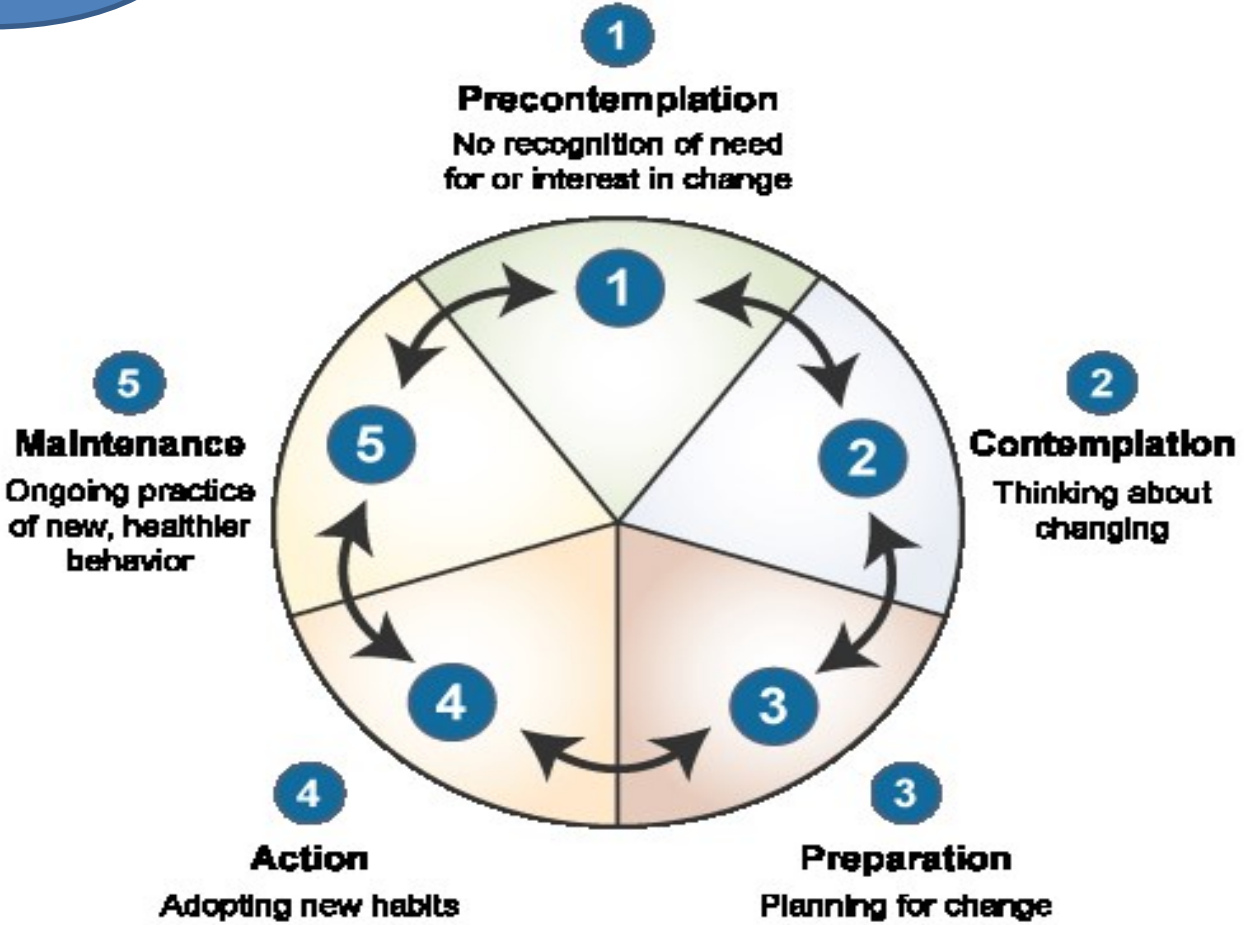 1
Precontemplation
No recognition of need
for or interest in change
1
2
Contemplation
Thinking about
changing
2
3
3
Preparation
Planning for change
4
4
Action
Adopting new habits
5
5
Maintenance
Ongoing practice
of new, healthier
behavior